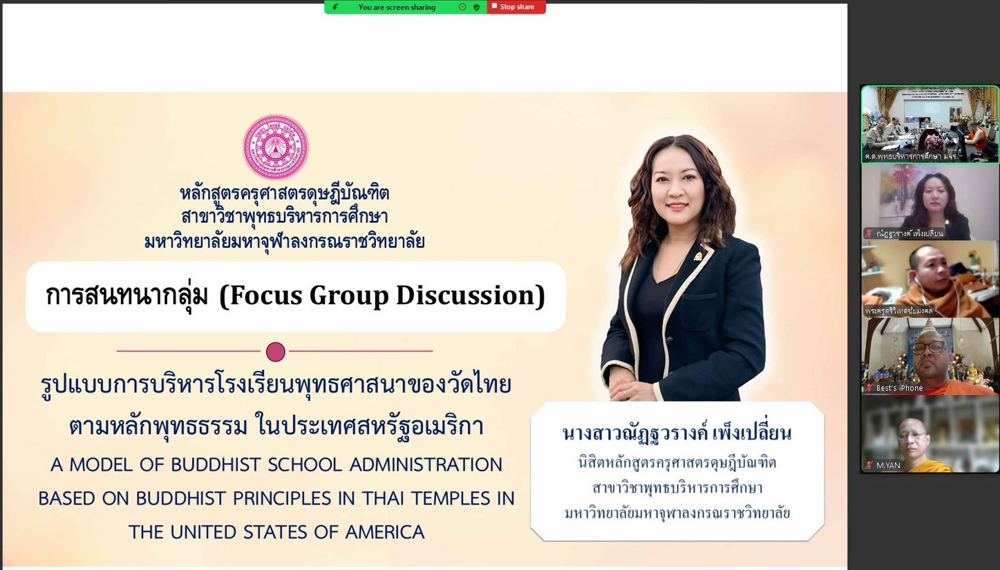 You are screen sharing
Stop share
หลักสูตรครุศาสตรดุษฎีบัณฑิต
สาขาวิชาพุทธบริหารการศึกษา
มหาวิทยาลัยมหาจุฬาลงกรณราชวิทยาลัย
การสนทนากลุ่ม (Focus Group Discussion)
รูปแบบการบริหารโรงเรียนพุทธศาสนาของวัดไทย
ตามหลักพุทธธรรม ในประเทศสหรัฐอเมริกา
A MODEL OF BUDDHIST SCHOOL ADMINISTRATION
BASED ON BUDDHIST PRINCIPLES IN THAI TEMPLES IN
THE UNITED STATES OF AMERICA
นางสาวณัฏฐวรางค์ เพ็งเปลี่ยน
นิสิตหลักสูตรครุศาสตรดุษฎีบัณฑิต
สาขาวิชาพุทธบริหารการศึกษา
มหาวิทยาลัยมหาจุฬาลงกรณราชวิทยาลัย
ค.ด.พุทธบริหารการศึกษา มจร.
ณัฏฐวรางค์ เพ็งเปลี่ยน
พระครูศรีวิเทศชัยมงคล
Best's iPhone
M.YAN